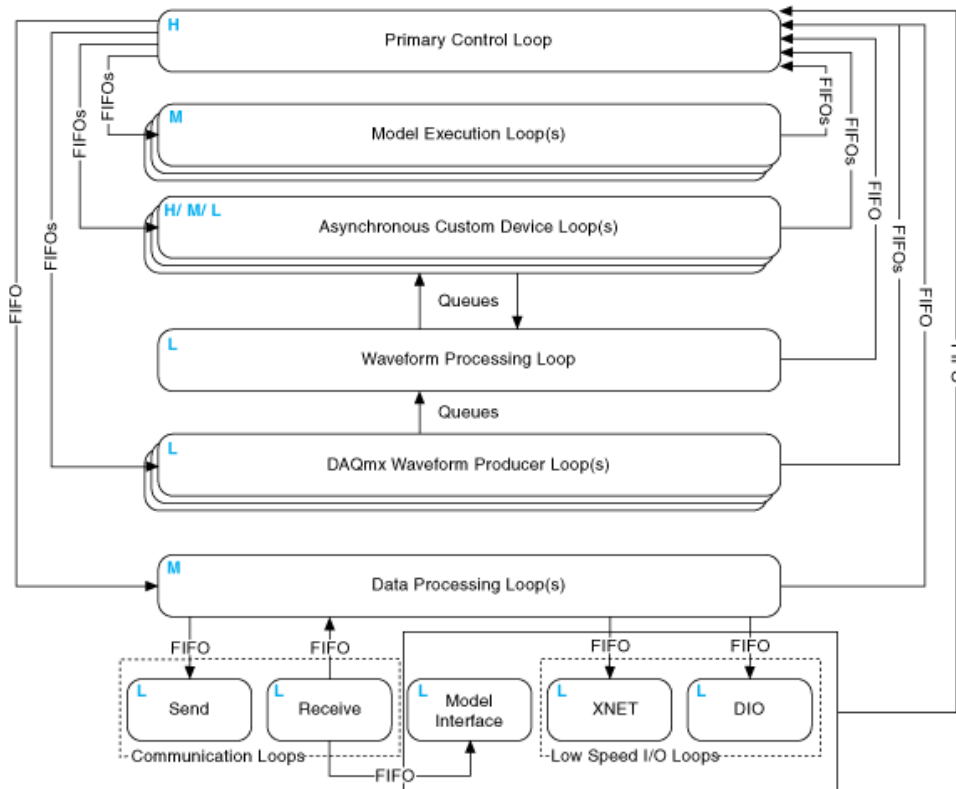 H
Primary Control Loop
FIFOs
FIFOs
FIFOs
FIFO
M
Model Execution Loop(s)
FIFOs
FIFOs
FIFO
FIFOs
FIFO
H/ M/ L
Asynchronous Custom Device Loop(s)
Queues
L
Waveform Processing Loop
Queues
L
DAQmx Waveform Producer Loop(s)
M
Data Processing Loop(s)
FIFO
FIFO
FIFO
FIFO
L
Send
L
Receive
L
Model
Interface
L
XNET
L
DIO
Communication Loops
FIFO
Low Speed I/O Loops